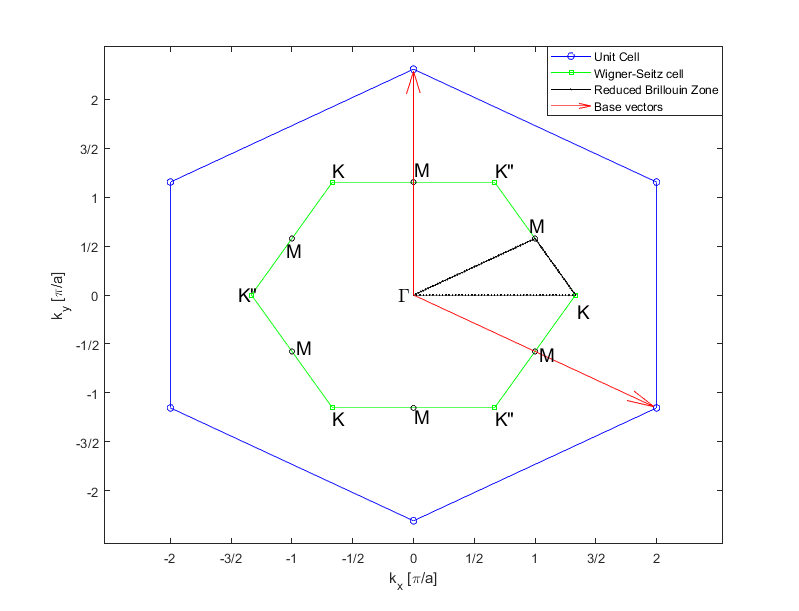 Unit Cell
Wigner-Seitz cell
Reduced Brillouin Zone
Base vectors
2
3/2
1
1/2
0
-1/2
-1
-3/2
-2
k_y [π/a]
K
M
K"
M
M
K"
Γ
K
M
M
K
M
K"
-2
-3/2
-1
-1/2
0
1/2
1
3/2
2
k_x [π/a]